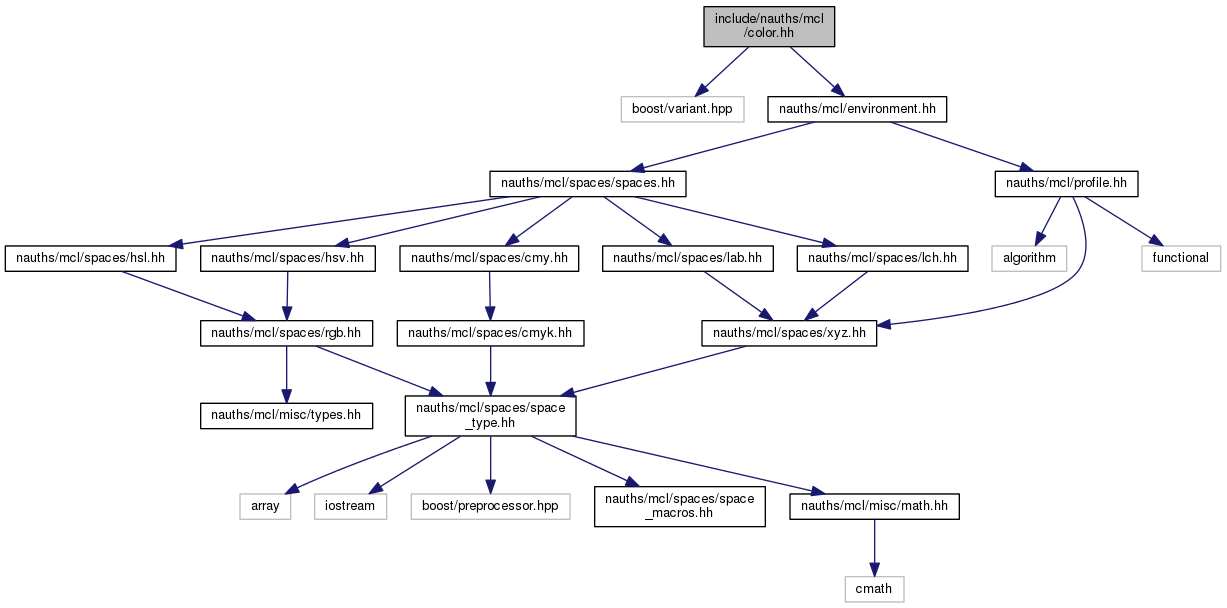 include/nauths/mcl
/color.hh
boost/variant.hpp
nauths/mcl/environment.hh
nauths/mcl/spaces/spaces.hh
nauths/mcl/profile.hh
nauths/mcl/spaces/hsl.hh
nauths/mcl/spaces/hsv.hh
nauths/mcl/spaces/cmy.hh
nauths/mcl/spaces/lab.hh
nauths/mcl/spaces/lch.hh
algorithm
functional
nauths/mcl/spaces/rgb.hh
nauths/mcl/spaces/cmyk.hh
nauths/mcl/spaces/xyz.hh
nauths/mcl/misc/types.hh
nauths/mcl/spaces/space
_type.hh
array
iostream
boost/preprocessor.hpp
nauths/mcl/spaces/space
_macros.hh
nauths/mcl/misc/math.hh
cmath